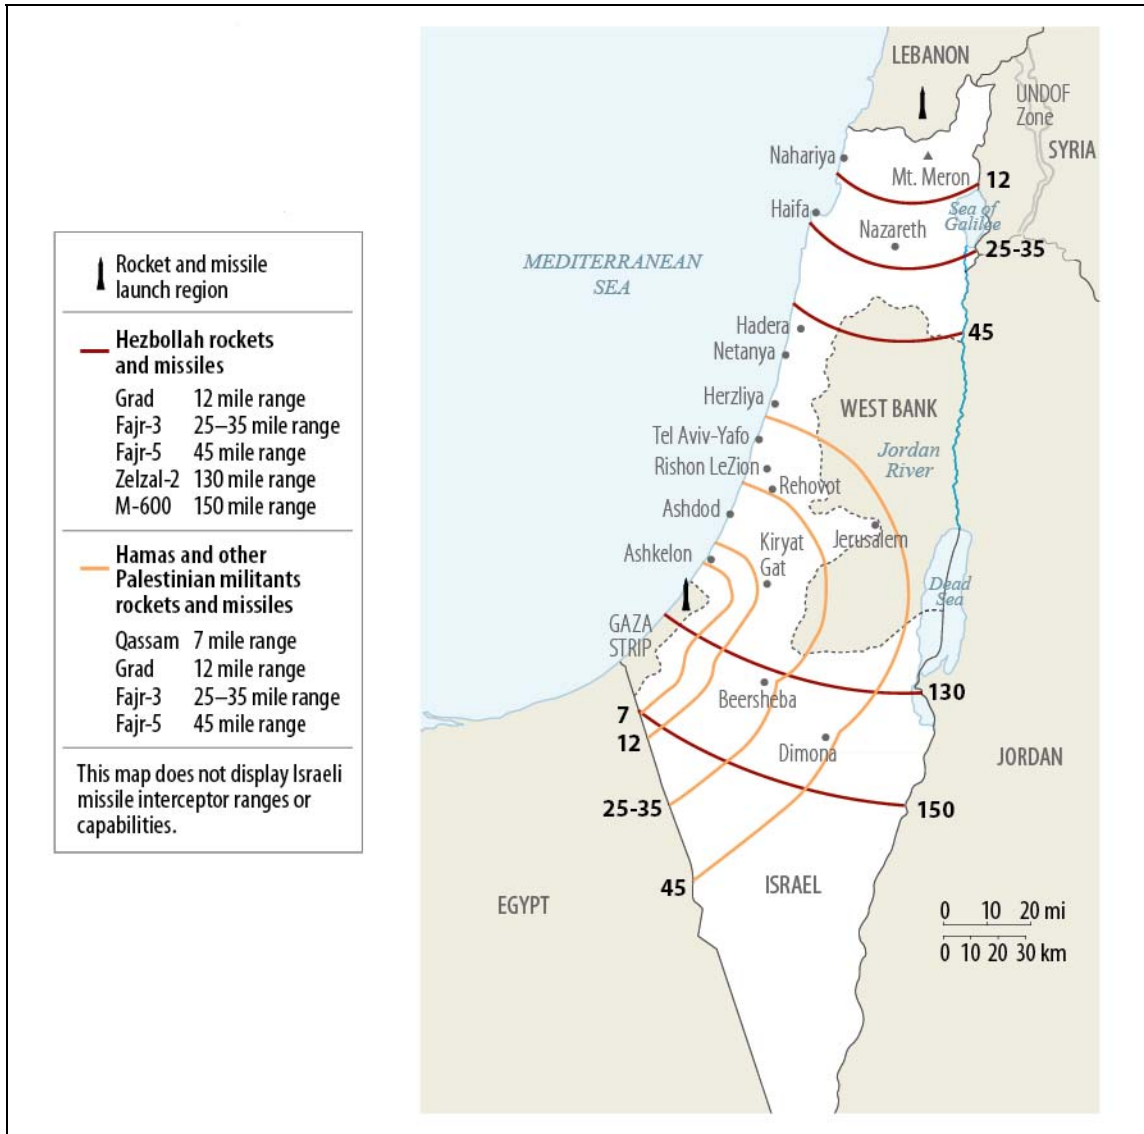 Rocket and missile
launch region
Hezbollah rockets
and missiles
Grad 12 mile range
Fajr-3 25–35 mile range
Fajr-5 45 mile range
Zelzal-2 130 mile range
M-600 150 mile range
Hamas and other
Palestinian militants
rockets and missiles
Qassam 7 mile range
Grad 12 mile range
Fajr-3 25–35 mile range
Fajr-5 45 mile range
This map does not display Israeli
missile interceptor ranges or
capabilities.
LEBANON
UNDOF
Zone
SYRIA
Nahariya
Mt. Meron
12
Haifa
Sea of
Galilee
Nazareth
25-35
MEDITERRANEAN
SEA
Hadera
45
Netanya
Herzliya
WEST BANK
Tel Aviv-Yafo
Jordan
River
Rishon LeZion
Rehovot
Ashdod
Jerusalem
Kiryat
Gat
Ashkelon
Dead
Sea
GAZA
STRIP
130
Beersheba
7
12
Dimona
JORDAN
25-35
150
45
ISRAEL
EGYPT
0 10 20 mi
0 10 20 30 km